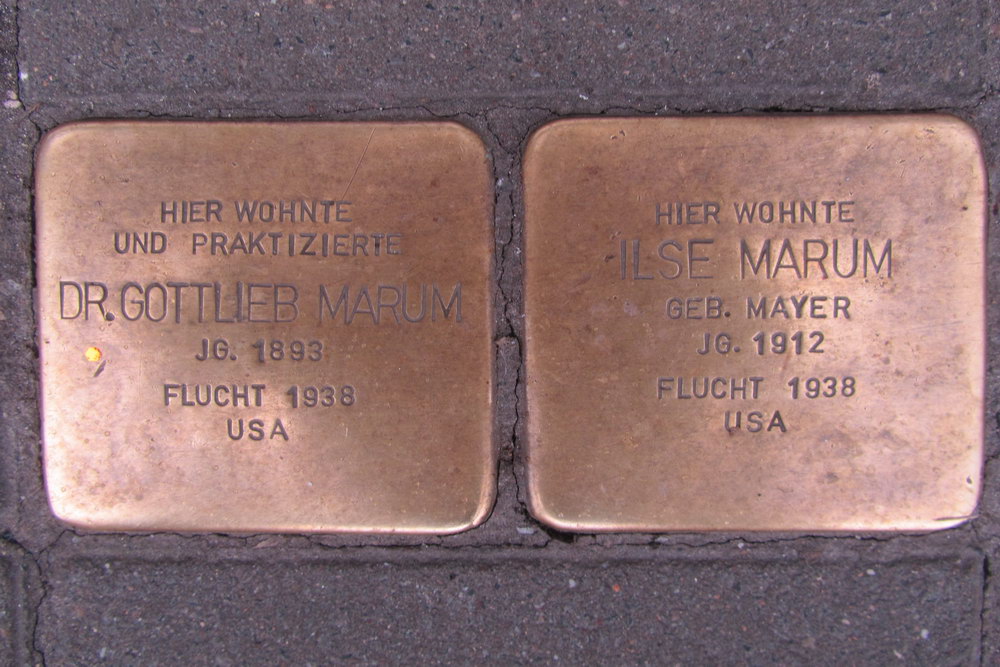 HIER WOHNTE
UND PRAKTIZIERTE
DR. GOTTLIEB MARUM
JG. 1893
FLUCHT 1938
USA
HIER WOHNTE
ILSE MARUM
GEB. MAYER
JG. 1912
FLUCHT 1938
USA